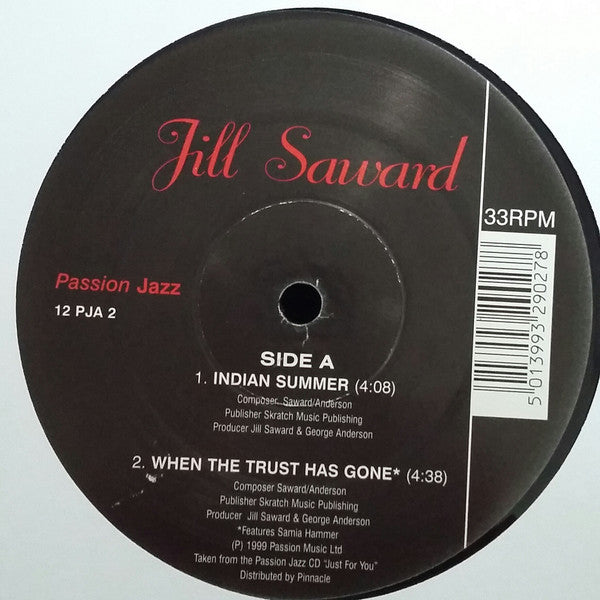 Jill Saward
33RPM
Passion Jazz
12 PJA 2
5 013993 290278
SIDE A
1. INDIAN SUMMER (4:08)
Composer Saward/Anderson
Publisher Skratch Music Publishing
Producer Jill Saward & George Anderson
2. WHEN THE TRUST HAS GONE* (4:38)
Composer Saward/Anderson
Publisher Skratch Music Publishing
Producer Jill Saward & George Anderson
*Features Samia Hammer
(P) 1999 Passion Music Ltd
Taken from the Passion Jazz CD "Just For You"
Distributed by Pinnacle